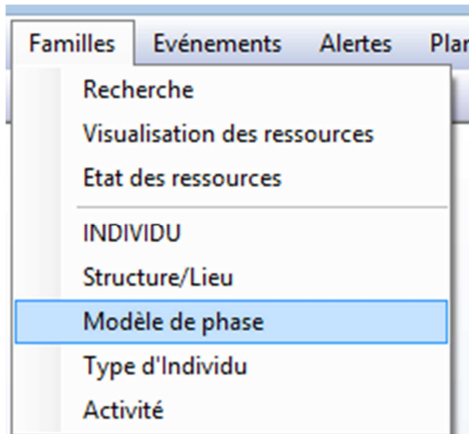 Familles Evénements Alertes Plan
Recherche
Visualisation des ressources
Etat des ressources
INDIVIDU
Structure/Lieu
Modèle de phase
Type d'Individu
Activité